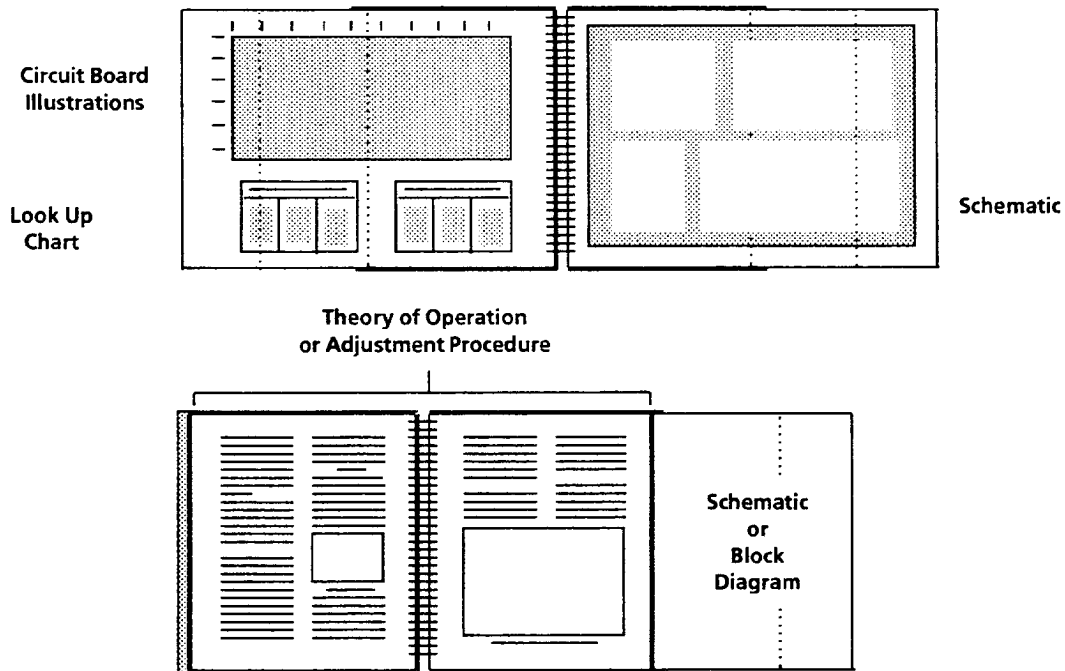 Circuit Board
Illustrations
Look Up
Chart
Schematic
Theory of Operation
or Adjustment Procedure
Schematic
or
Block
Diagram